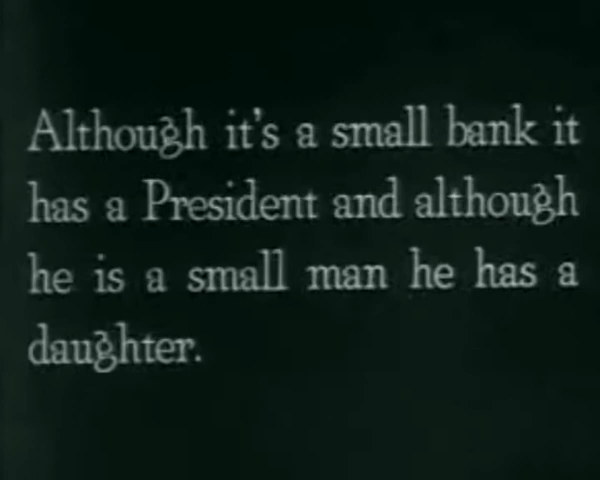 Although it's a small bank it
has a President and although
he is a small man he has a
daughter.